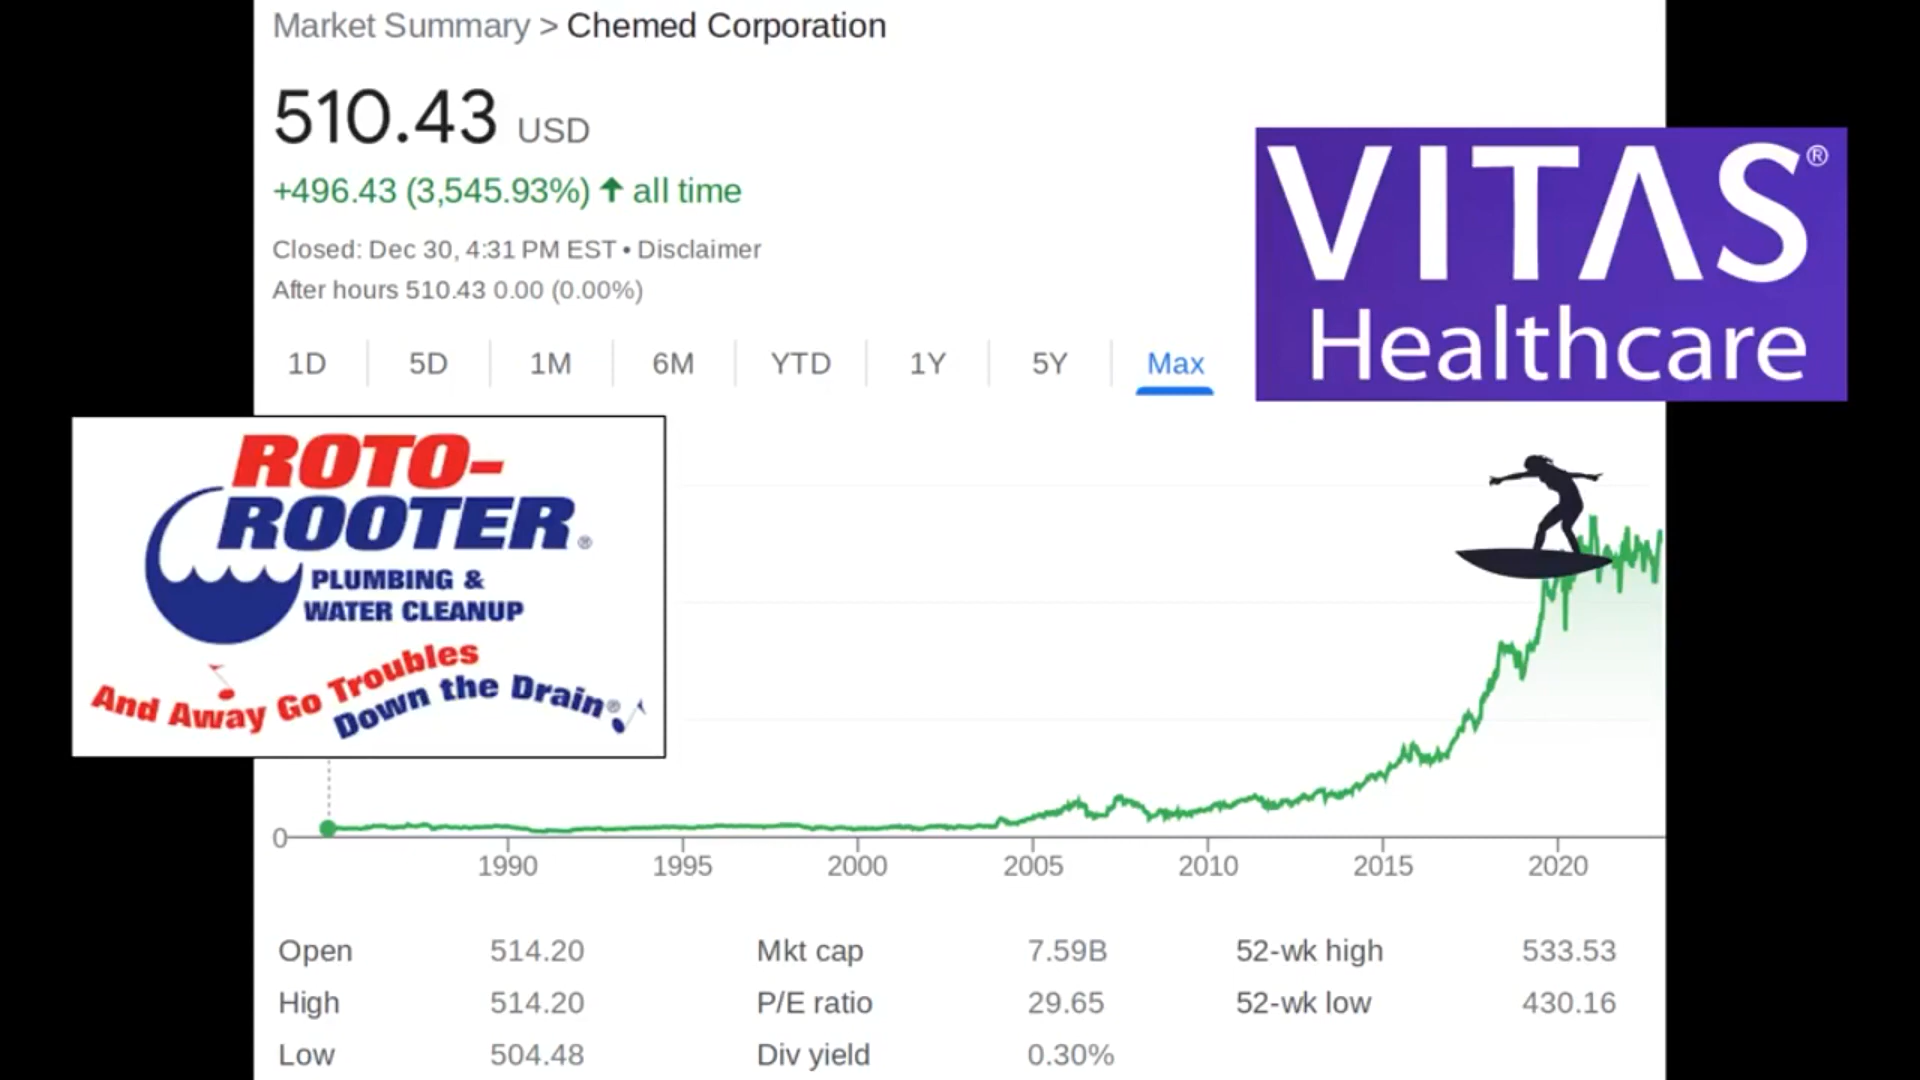 Market Summary > Chemed Corporation
510.43 USD
+496.43 (3,545.93%) ↑ all time
Closed: Dec 30, 4:31 PM EST • Disclaimer
After hours 510.43 0.00 (0.00%)
1D 5D 1M 6M YTD 1Y 5Y Max
VITAS®
Healthcare
ROTO-
ROOTER®
PLUMBING &
WATER CLEANUP
And Away Go Troubles
Down the Drain®
0
1990 1995 2000 2005 2010 2015 2020
Open 514.20 Mkt cap 7.59B 52-wk high 533.53
High 514.20 P/E ratio 29.65 52-wk low 430.16
Low 504.48 Div yield 0.30%